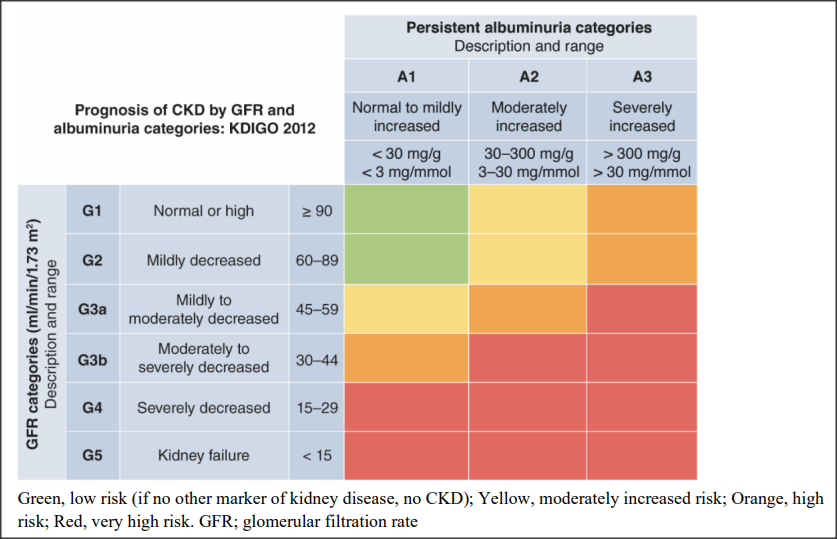 Persistent albuminuria categories
Description and range
A1
A2
A3
Prognosis of CKD by GFR and
albuminuria categories: KDIGO 2012
Normal to mildly
increased
Moderately
increased
Severely
increased
< 30 mg/g
< 3 mg/mmol
30–300 mg/g
3–30 mg/mmol
> 300 mg/g
> 30 mg/mmol
GFR categories (ml/min/1.73 m²)
Description and range
G1
Normal or high
≥ 90
G2
Mildly decreased
60–89
G3a
Mildly to
moderately decreased
45–59
G3b
Moderately to
severely decreased
30–44
G4
Severely decreased
15–29
G5
Kidney failure
< 15
Green, low risk (if no other marker of kidney disease, no CKD); Yellow, moderately increased risk; Orange, high
risk; Red, very high risk. GFR; glomerular filtration rate